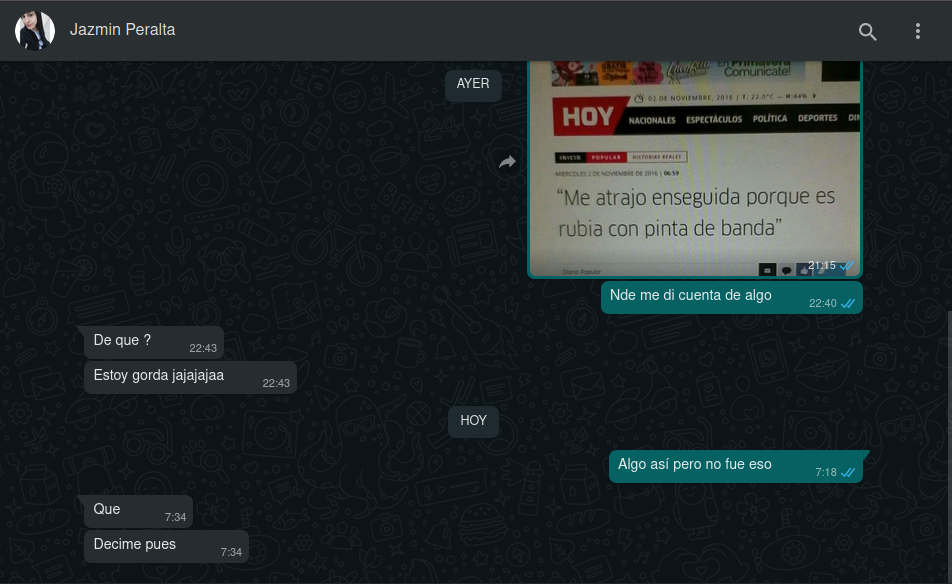 Jazmin Peralta
AYER
GRATIS
en Primavera
Comunicate!
02 DE NOVIEMBRE, 2016 | T. 22.0°C — H:44%
HOY
NACIONALES ESPECTÁCULOS POLÍTICA DEPORTES
INICIO POPULAR HISTORIAS REALES
MIÉRCOLES 2 DE NOVIEMBRE DE 2016 | 06:59
“Me atrajo enseguida porque es
rubia con pinta de banda”
Diario Popular
21:15
Nde me di cuenta de algo
22:40
De que ?
22:43
Estoy gorda jajajajaa
22:43
HOY
Algo así pero no fue eso
7:18
Que
7:34
Decime pues
7:34